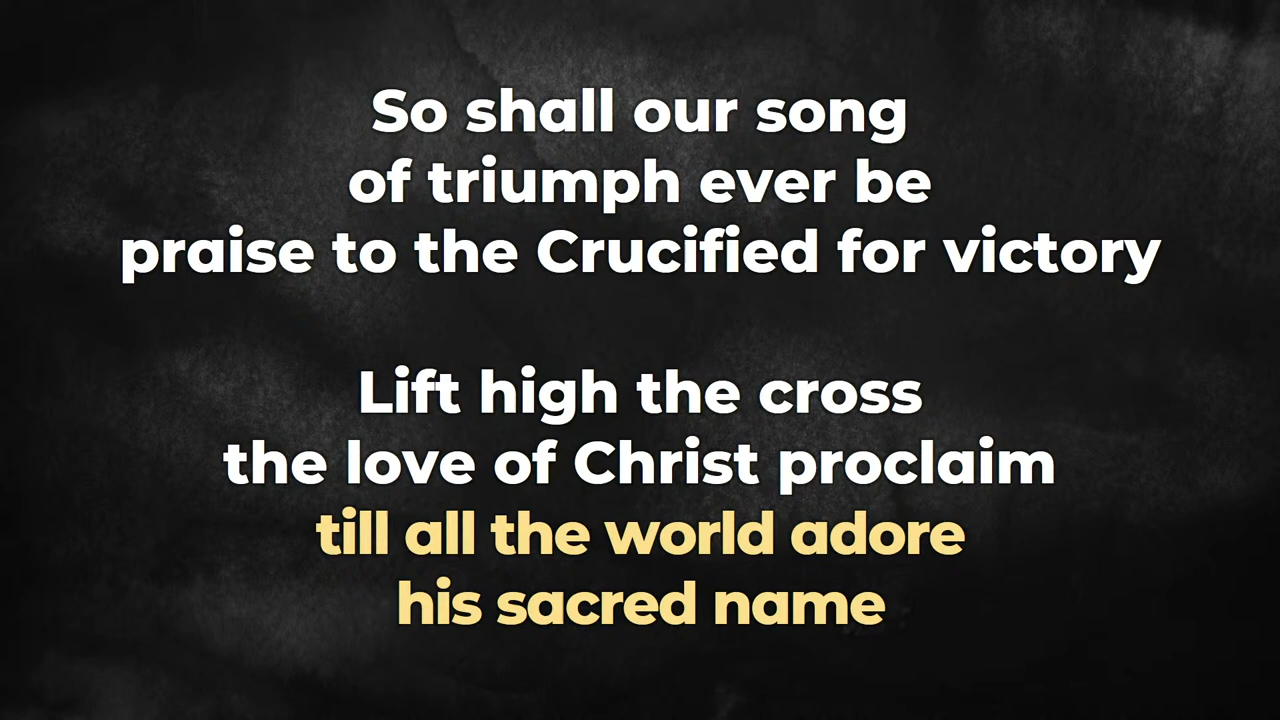 So shall our song
of triumph ever be
praise to the Crucified for victory
Lift high the cross
the love of Christ proclaim
till all the world adore
his sacred name